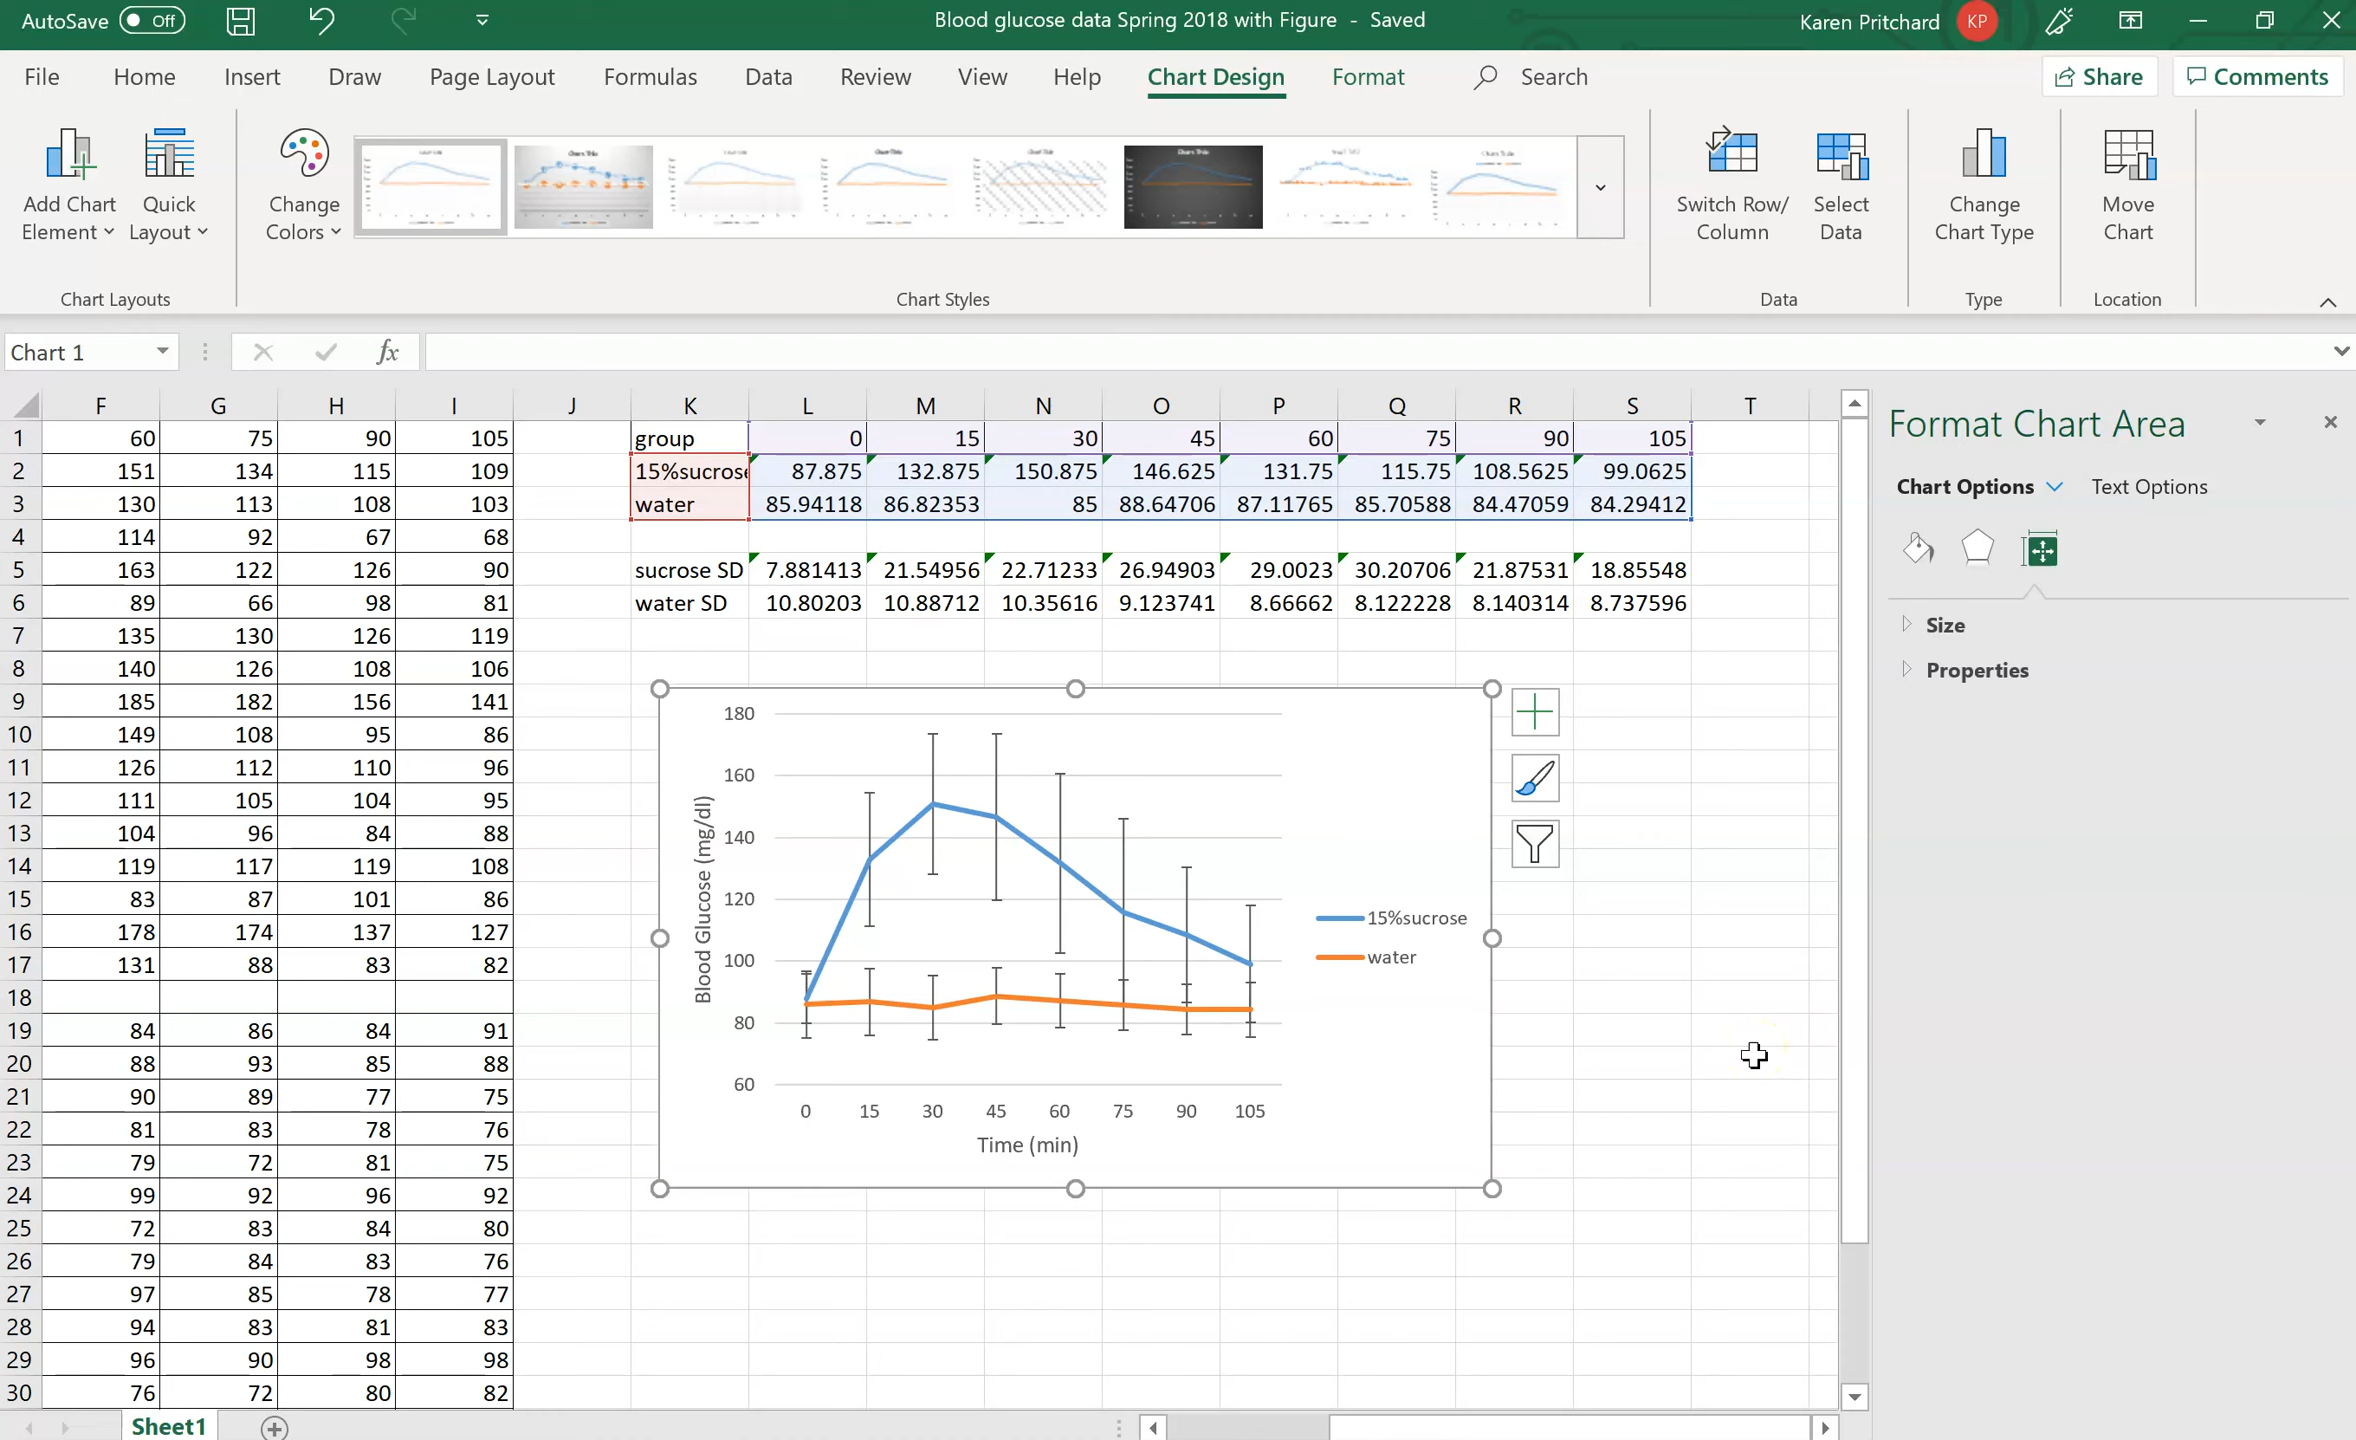 AutoSave Off
Blood glucose data Spring 2018 with Figure - Saved
Karen Pritchard KP
File Home Insert Draw Page Layout Formulas Data Review View Help Chart Design Format Search Share Comments
Add Chart Element
Quick Layout
Change Colors
Switch Row/ Column
Select Data
Change Chart Type
Move Chart
Chart Layouts
Chart Styles
Data
Type
Location
Chart 1
fx
F G H I J K L M N O P Q R S T
1 60 75 90 105 group 0 15 30 45 60 75 90 105
2 151 134 115 109 15%sucrose 87.875 132.875 150.875 146.625 131.75 115.75 108.5625 99.0625
3 130 113 108 103 water 85.94118 86.82353 85 88.64706 87.11765 85.70588 84.47059 84.29412
4 114 92 67 68
5 163 122 126 90 sucrose SD 7.881413 21.54956 22.71233 26.94903 29.0023 30.20706 21.87531 18.85548
6 89 66 98 81 water SD 10.80203 10.88712 10.35616 9.123741 8.66662 8.122228 8.140314 8.737596
7 135 130 126 119
8 140 126 108 106
9 185 182 156 141
10 149 108 95 86
11 126 112 110 96
12 111 105 104 95
13 104 96 84 88
14 119 117 119 108
15 83 87 101 86
16 178 174 137 127
17 131 88 83 82
18
19 84 86 84 91
20 88 93 85 88
21 90 89 77 75
22 81 83 78 76
23 79 72 81 75
24 99 92 96 92
25 72 83 84 80
26 79 84 83 76
27 97 85 78 77
28 94 83 81 83
29 96 90 98 98
30 76 72 80 82
180
160
140
120
100
80
60
Blood Glucose (mg/dl)
0 15 30 45 60 75 90 105
Time (min)
15%sucrose
water
Format Chart Area
Chart Options Text Options
Size
Properties
Sheet1